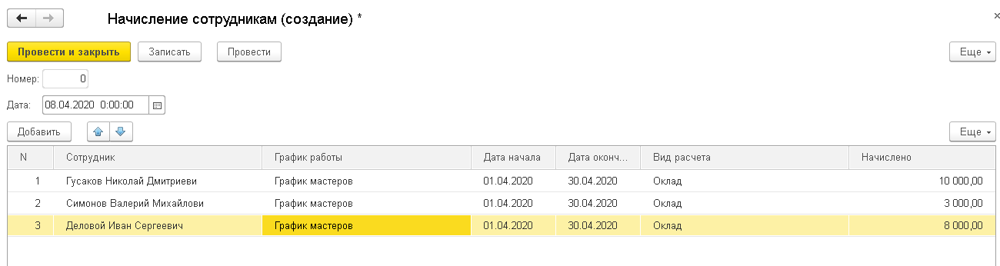 Начисление сотрудникам (создание) *
Провести и закрыть Записать Провести Еще
Номер: 0
Дата: 08.04.2020 0:00:00
Добавить Еще
N Сотрудник График работы Дата начала Дата оконч... Вид расчета Начислено
1 Гусаков Николай Дмитриеви График мастеров 01.04.2020 30.04.2020 Оклад 10 000,00
2 Симонов Валерий Михайлови График мастеров 01.04.2020 30.04.2020 Оклад 3 000,00
3 Деловой Иван Сергеевич График мастеров 01.04.2020 30.04.2020 Оклад 8 000,00